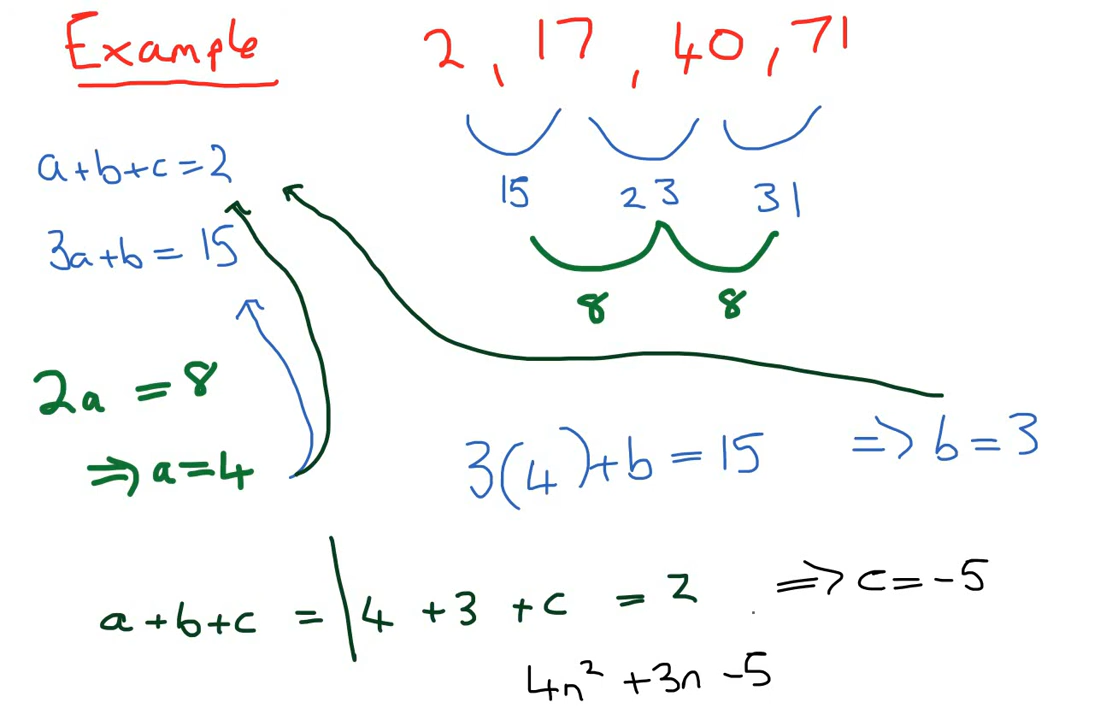 Example 2, 17, 40, 71
a+b+c=2
15 23 31
3a+b=15
8 8
2a=8
⇒a=4
3(4)+b=15 ⇒b=3
a+b+c = |4+3+c = 2 ⇒c=-5
4n²+3n-5